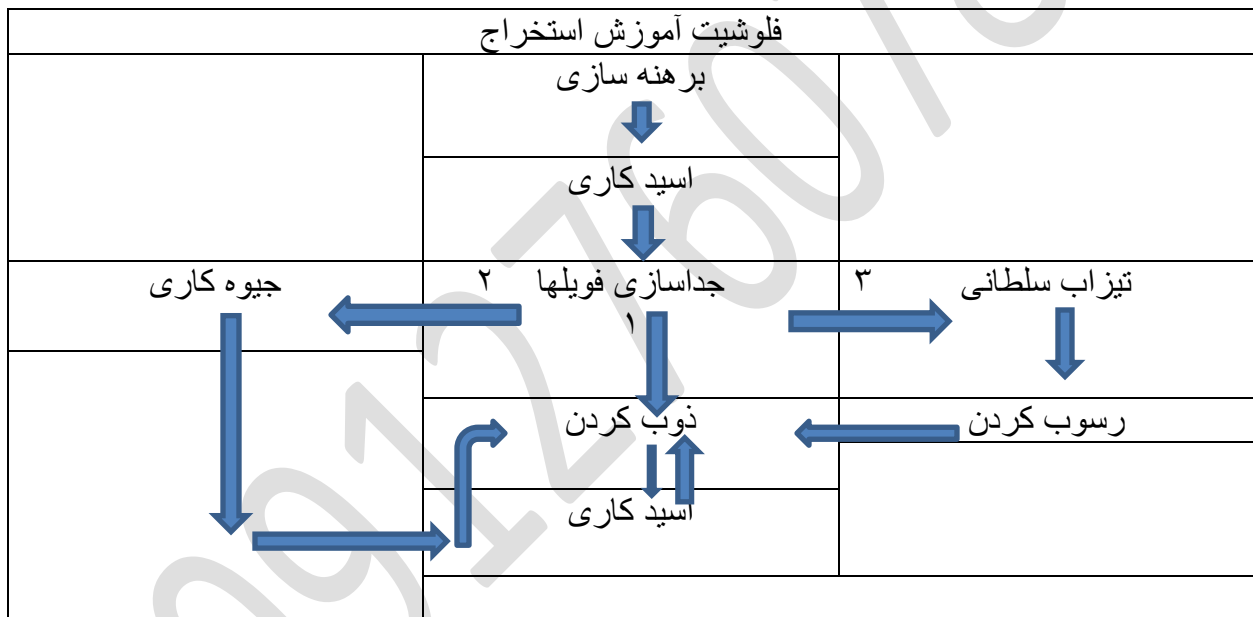 فلوشیت آموزش استخراج
برهنه سازی
اسید کاری
تیزاب سلطانی
۳
جداسازی فویلها
۱
۲
جیوه کاری
رسوب کردن
ذوب کردن
اسید کاری